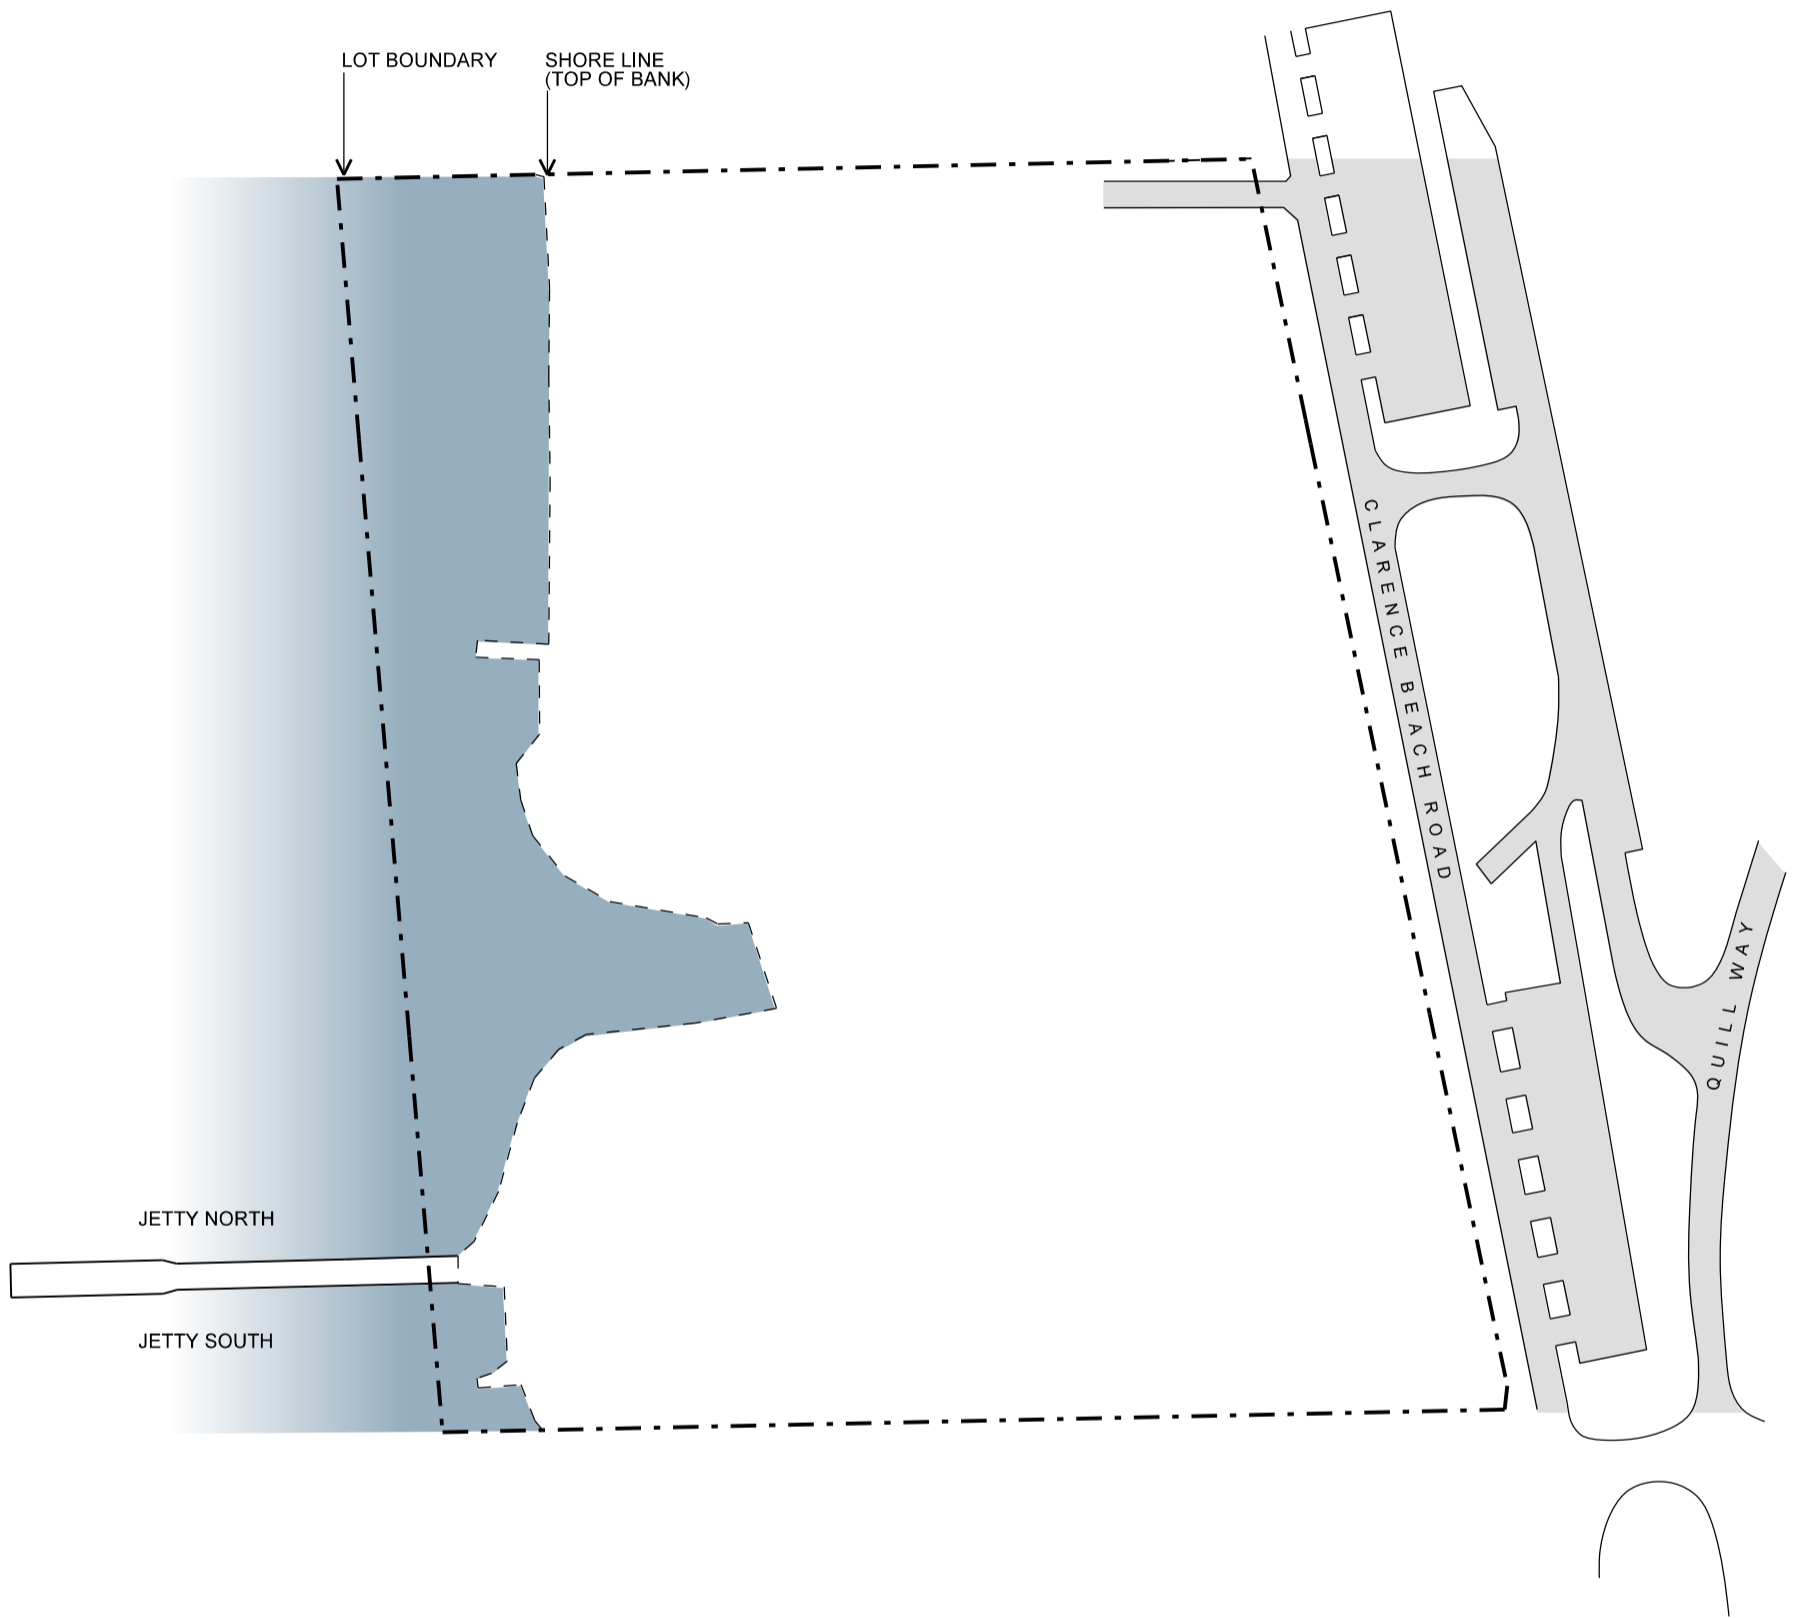 LOT BOUNDARY
SHORE LINE
(TOP OF BANK)
CLARENCE BEACH ROAD
QUILL WAY
JETTY NORTH
JETTY SOUTH